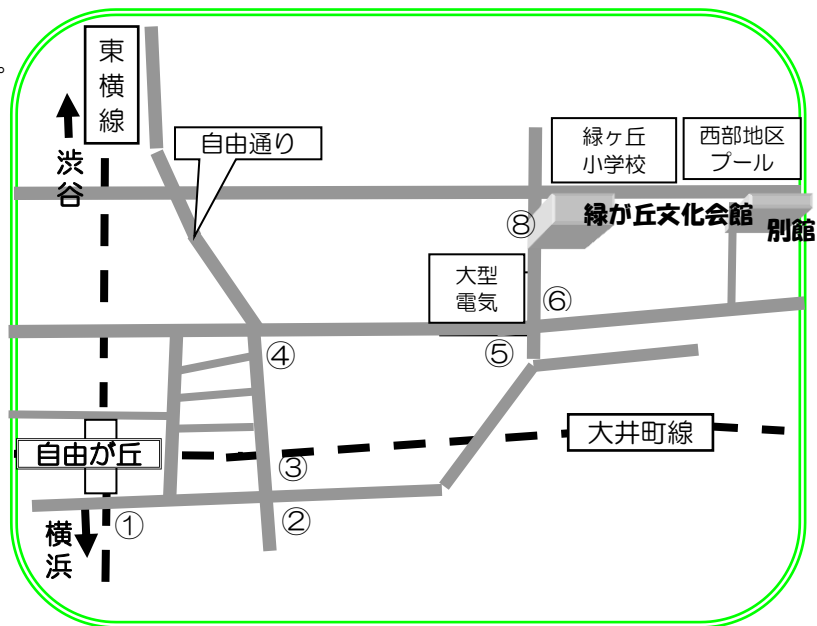 東横線
。
渋谷
自由通り
緑ヶ丘
小学校
西部地区
プール
⑧
緑が丘文化会館
別館
大型
電気
⑥
④
⑤
自由が丘
大井町線
③
①
②
横浜